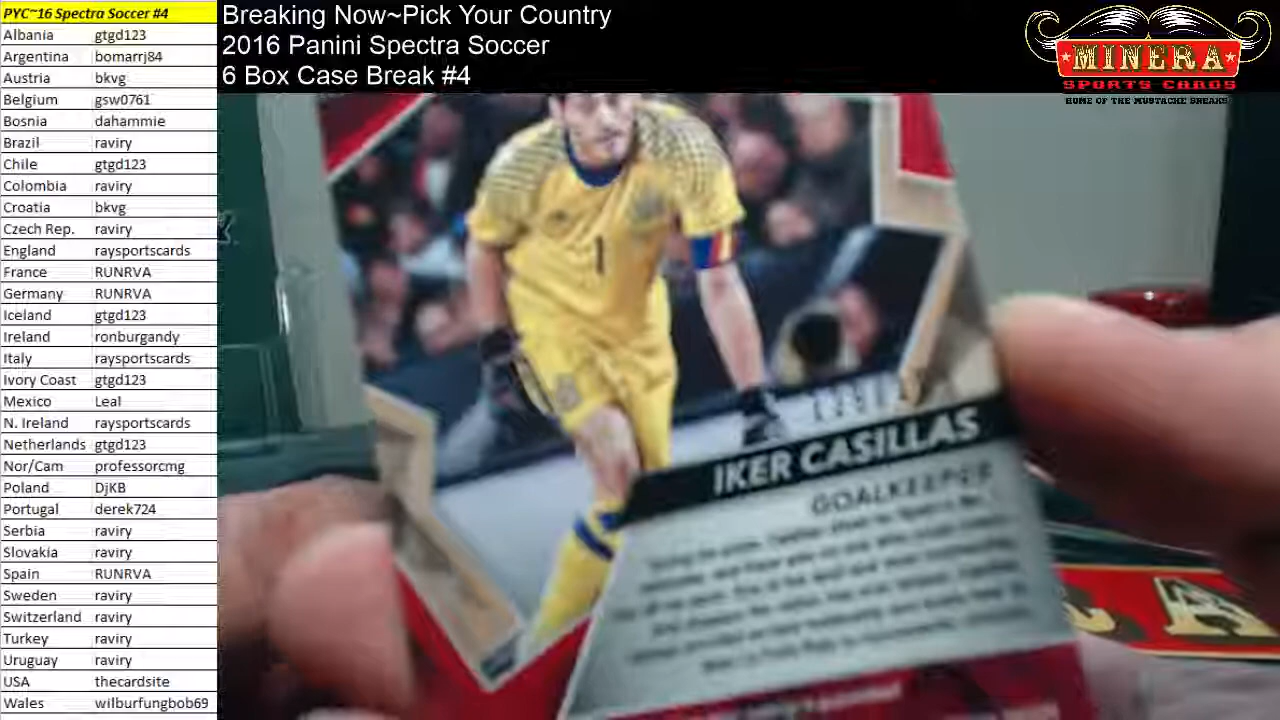 PYC~16 Spectra Soccer #4
Albania gtgd123
Argentina bomarrj84
Austria bkvg
Belgium gsw0761
Bosnia dahammie
Brazil raviry
Chile gtgd123
Colombia raviry
Croatia bkvg
Czech Rep. raviry
England raysportscards
France RUNRVA
Germany RUNRVA
Iceland gtgd123
Ireland ronburgandy
Italy raysportscards
Ivory Coast gtgd123
Mexico Leal
N. Ireland raysportscards
Netherlands gtgd123
Nor/Cam professorcmg
Poland DjKB
Portugal derek724
Serbia raviry
Slovakia raviry
Spain RUNRVA
Sweden raviry
Switzerland raviry
Turkey raviry
Uruguay raviry
USA thecardsite
Wales wilburfungbob69
Breaking Now~Pick Your Country
2016 Panini Spectra Soccer
6 Box Case Break #4
MINERA
SPORTS CARDS
HOME OF THE MUSTACHE BREAKS
1
IKER CASILLAS
GOALKEEPER
A